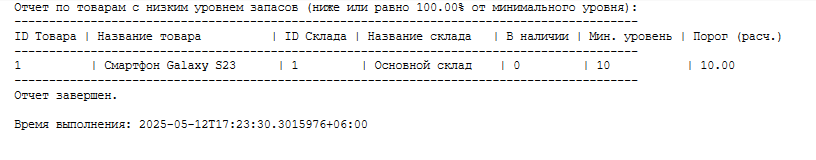 Отчет по товарам с низким уровнем запасов (ниже или равно 100.00% от минимального уровня):
-----------------------------------------------------------------------------------------
ID Товара | Название товара          | ID Склада | Название склада   | В наличии | Мин. уровень | Порог (расч.)
-----------------------------------------------------------------------------------------
1          | Смартфон Galaxy S23      | 1         | Основной склад    | 0         | 10           | 10.00
-----------------------------------------------------------------------------------------
Отчет завершен.
Время выполнения: 2025-05-12T17:23:30.3015976+06:00